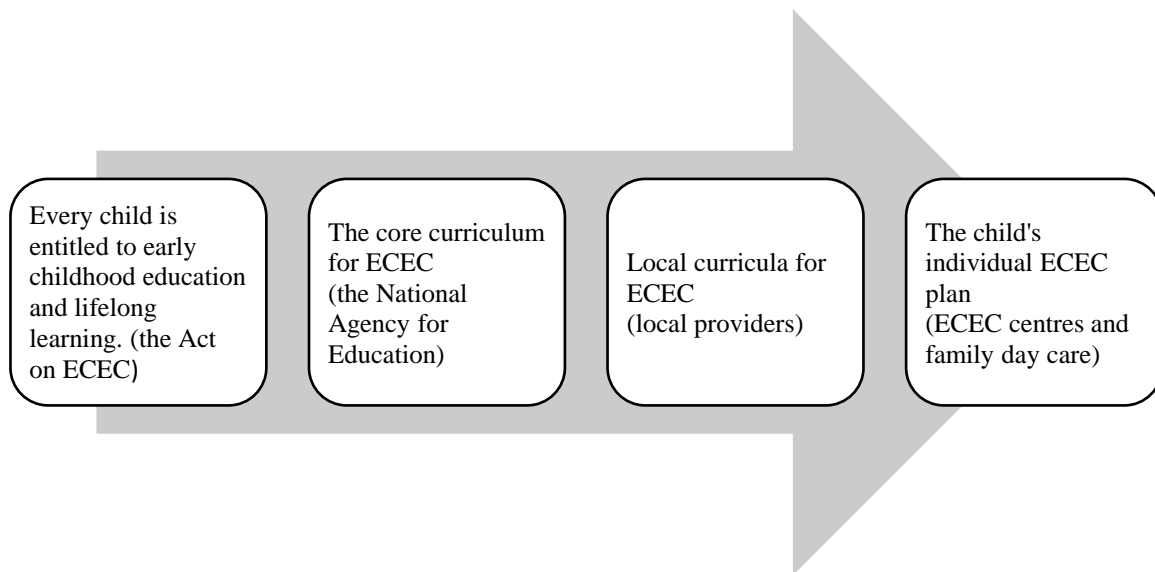 Every child is
entitled to early
childhood education
and lifelong
learning. (the Act
on ECEC)
The core curriculum
for ECEC
(the National
Agency for
Education)
Local curricula for
ECEC
(local providers)
The child's
individual ECEC
plan
(ECEC centres and
family day care)